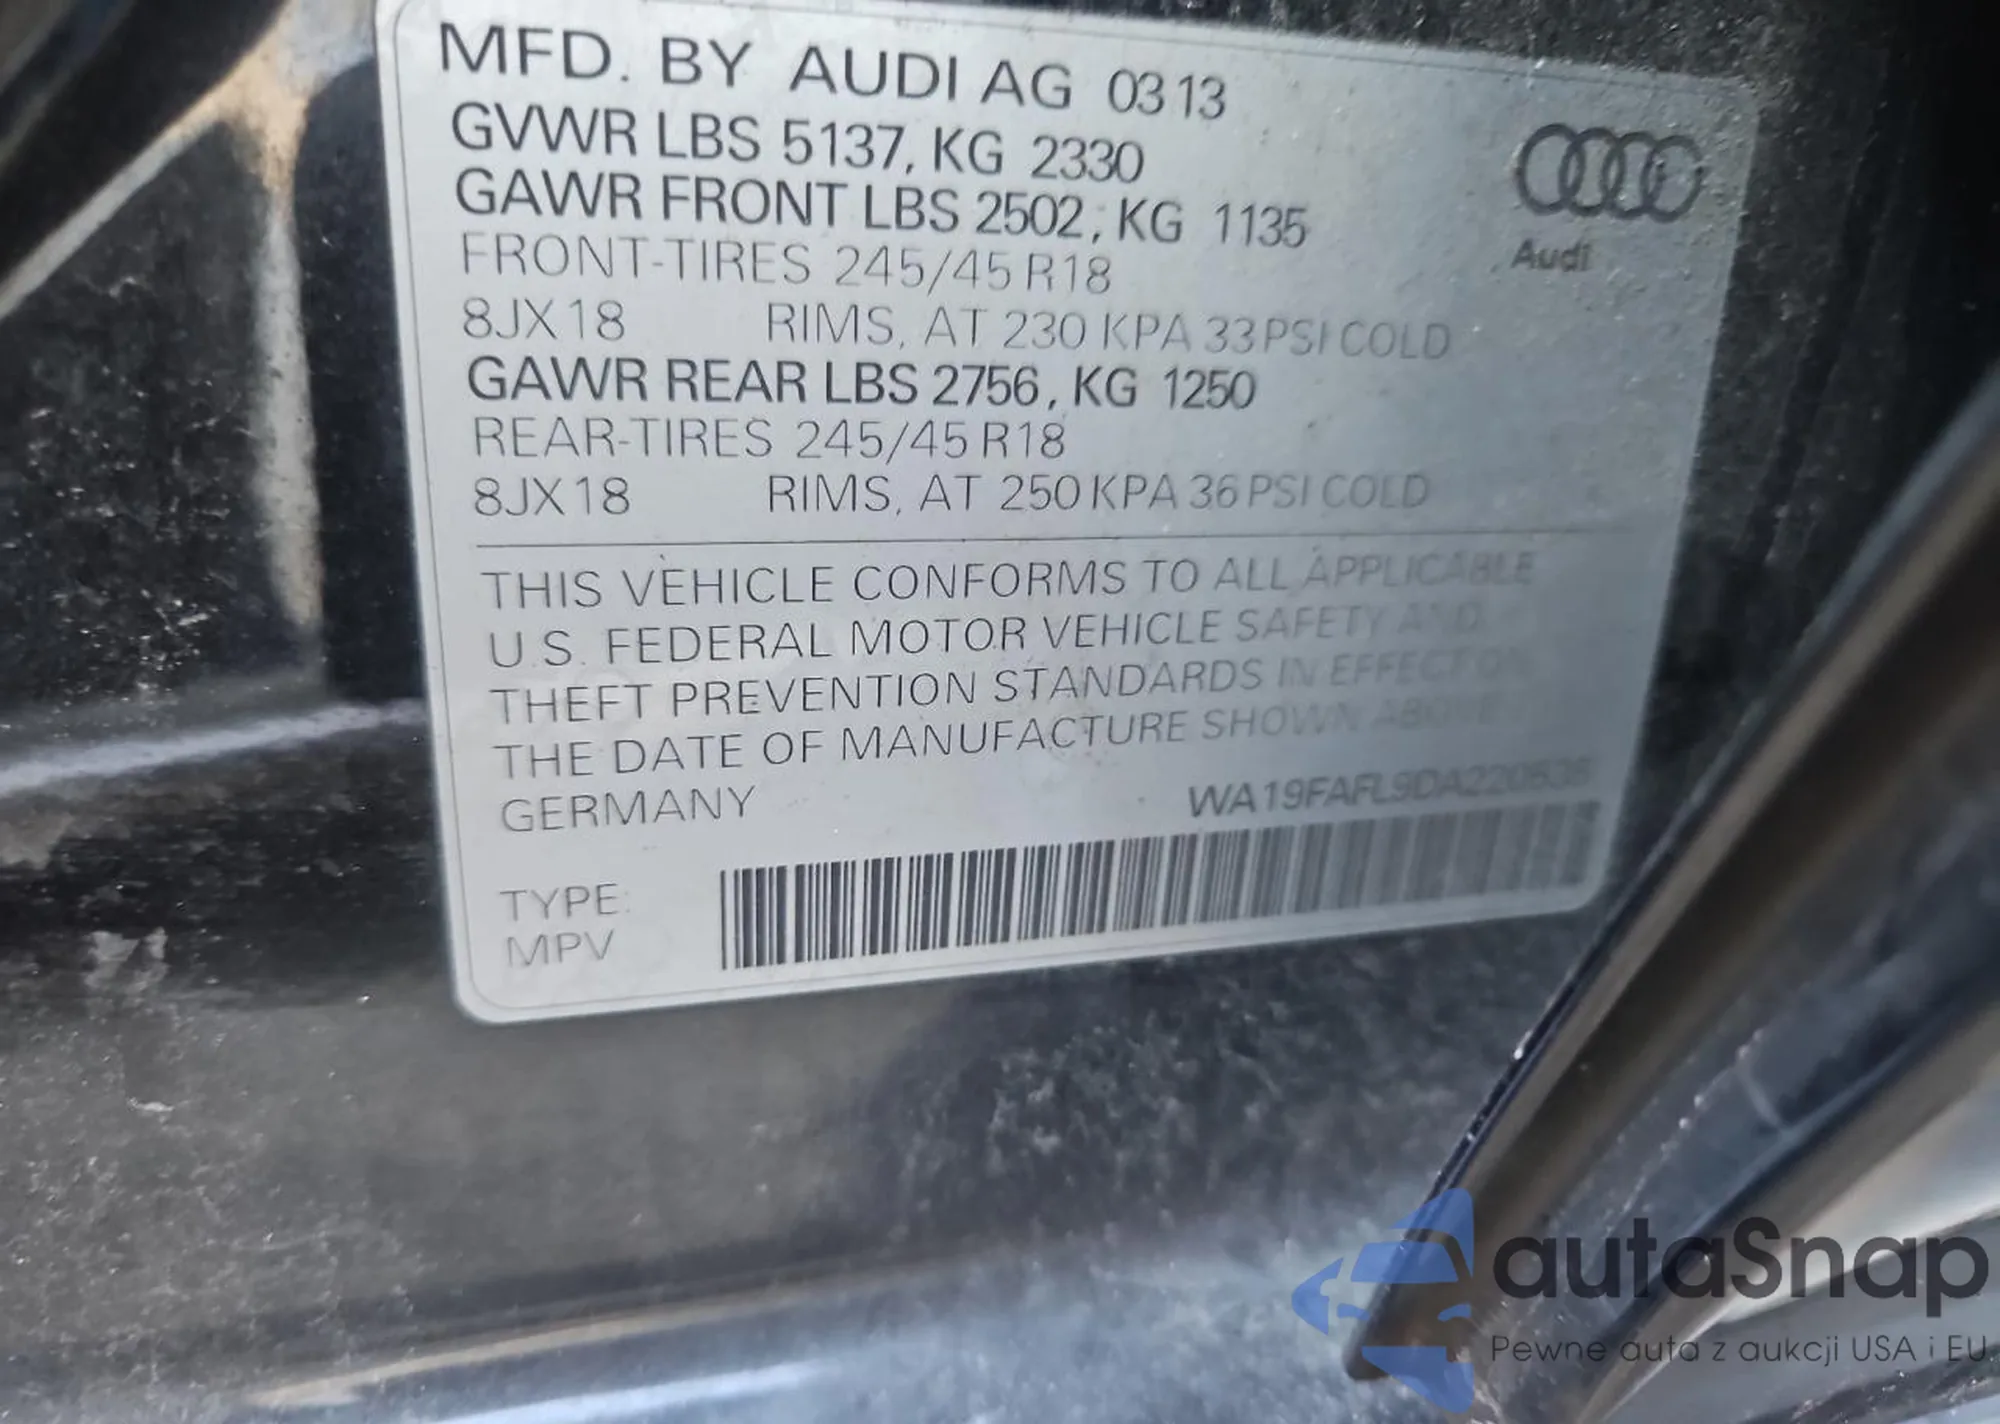 MFD. BY AUDI AG 0313
GVWR LBS 5137, KG 2330
GAWR FRONT LBS 2502, KG 1135
FRONT-TIRES 245/45 R18
8JX18 RIMS, AT 230 KPA 33 PSI COLD
GAWR REAR LBS 2756, KG 1250
REAR-TIRES 245/45 R18
8JX18 RIMS, AT 250 KPA 36 PSI COLD
Audi
THIS VEHICLE CONFORMS TO ALL APPLICABLE
U.S. FEDERAL MOTOR VEHICLE SAFETY AND
THEFT PREVENTION STANDARDS IN EFFECT ON
THE DATE OF MANUFACTURE SHOWN ABOVE
GERMANY
TYPE:
MPV
autaSnap
Pewne auta z aukcji USA i EU